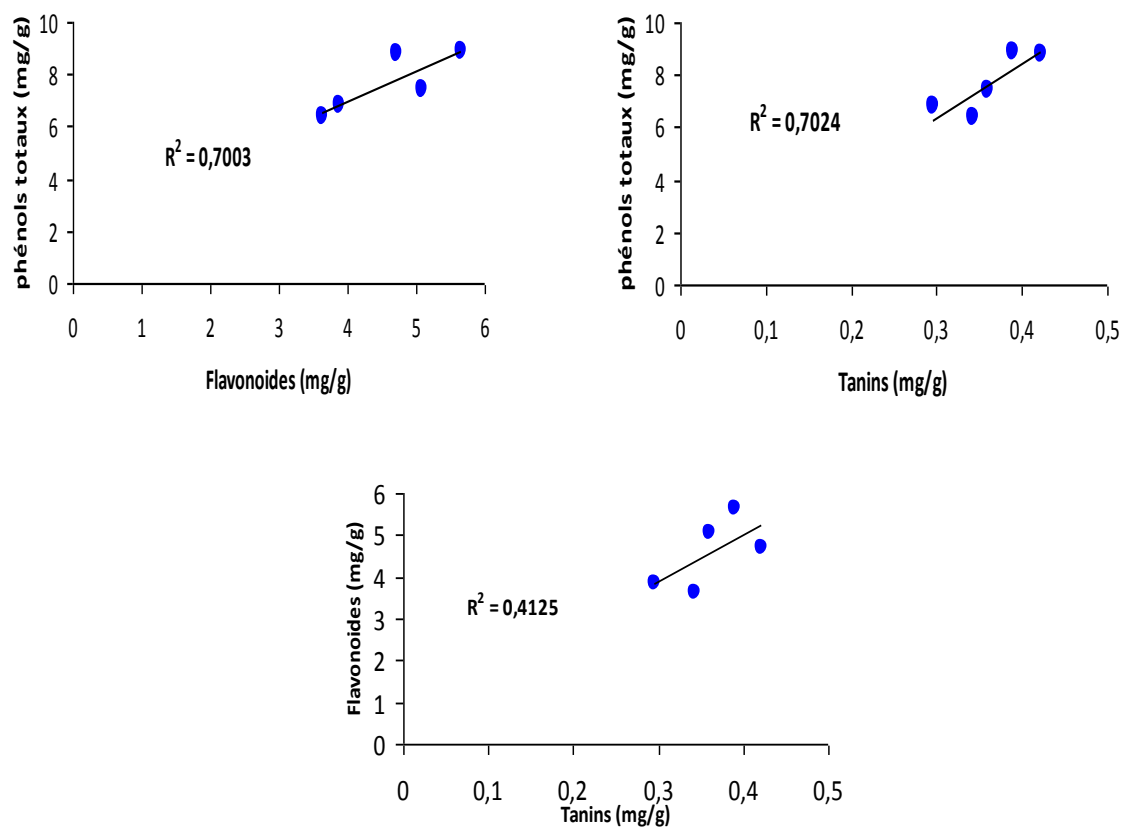 phénols totaux (mg/g)
10
8
6
4
2
0
R² = 0,7003
0 1 2 3 4 5 6
Flavonoides (mg/g)
phénols totaux (mg/g)
10
8
6
4
2
0
R² = 0,7024
0 0,1 0,2 0,3 0,4 0,5
Tanins (mg/g)
Flavonoides (mg/g)
6
5
4
3
2
1
0
R² = 0,4125
0 0,1 0,2 0,3 0,4 0,5
Tanins (mg/g)